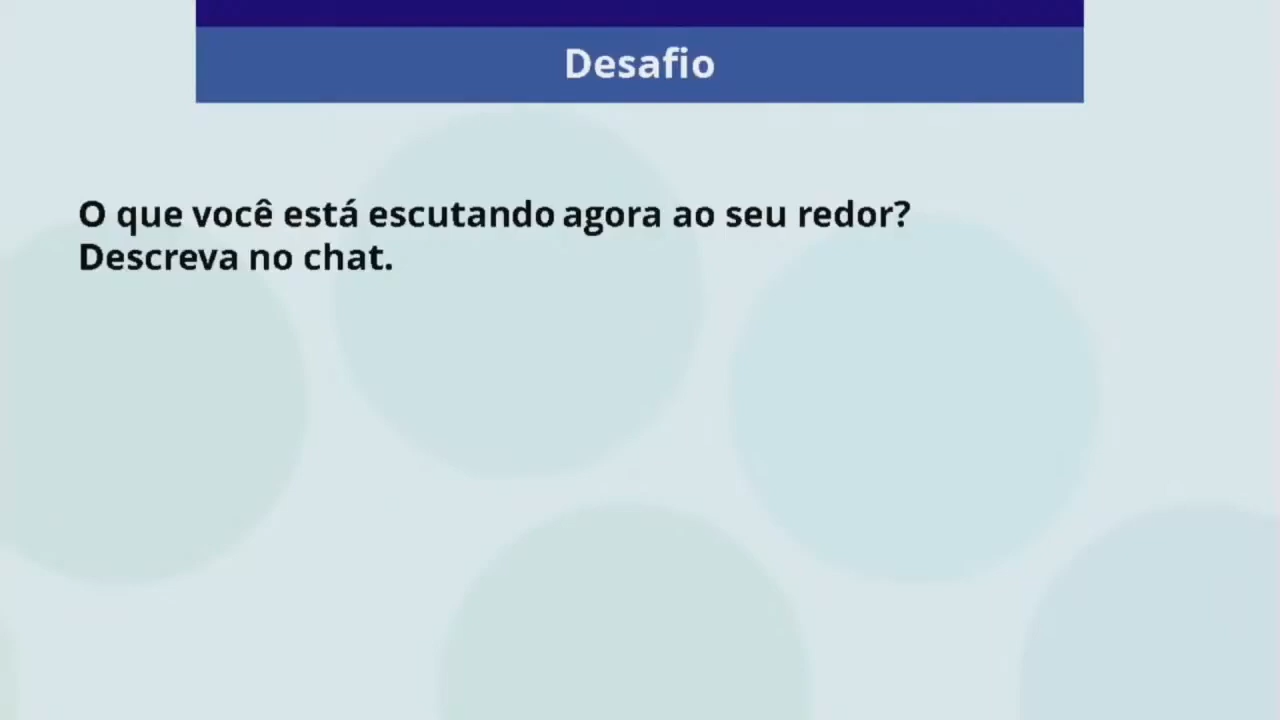 Desafio
O que você está escutando agora ao seu redor?
Descreva no chat.